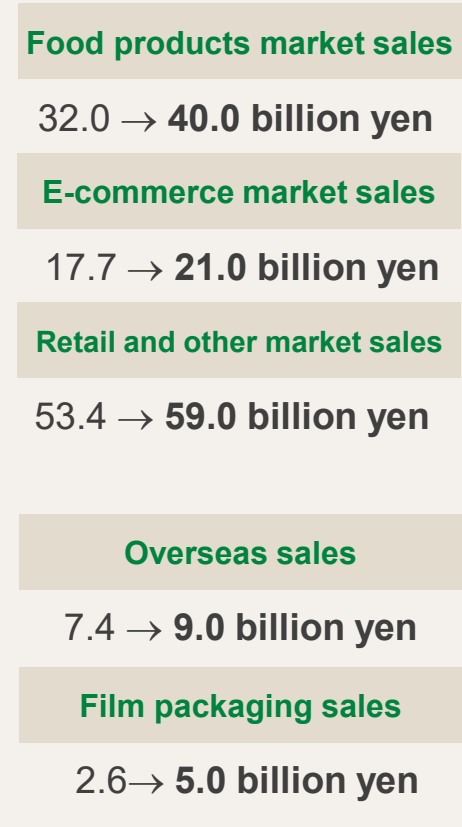 Food products market sales
32.0 → 40.0 billion yen
E-commerce market sales
17.7 → 21.0 billion yen
Retail and other market sales
53.4 → 59.0 billion yen
Overseas sales
7.4 → 9.0 billion yen
Film packaging sales
2.6→ 5.0 billion yen